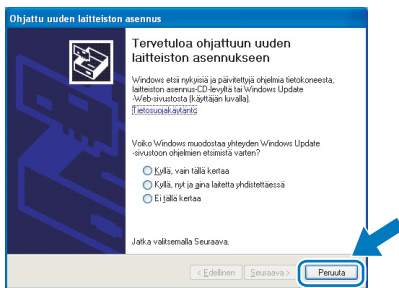 Ohjattu uuden laitteiston asennus
Tervetuloa ohjattuun uuden
laitteiston asennukseen
Windows etsii nykyisiä ja päivitettyjä ohjelmia tietokoneesta,
laitteiston asennus-CD-levyltä tai Windows Update
-Web-sivustosta (käyttäjän luvalla).
Tietosuojakäytäntö
Voiko Windows muodostaa yhteyden Windows Update
-sivustoon ohjelmien etsimistä varten?
Kyllä, vain tällä kertaa
Kyllä, nyt ja aina laitetta yhdistettäessä
Ei tällä kertaa
Jatka valitsemalla Seuraava.
< Edellinen Seuraava > Peruuta